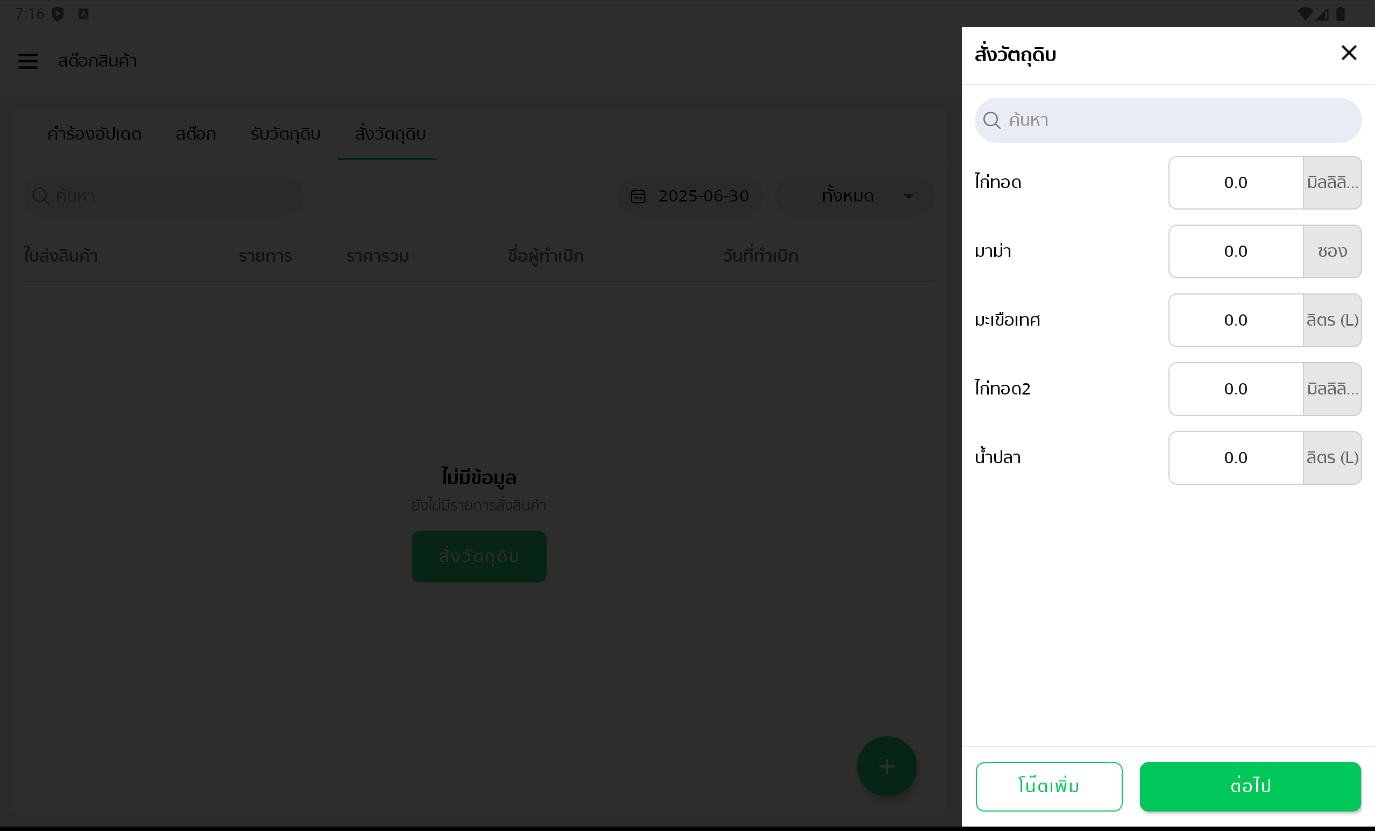 7:16
สต๊อกสินค้า
คำร้องอัปเดต สต๊อก รับวัตถุดิบ สั่งวัตถุดิบ
ค้นหา 2025-06-30 ทั้งหมด
ใบส่งสินค้า รายการ ราคารวม ชื่อผู้ทำเบิก วันที่ทำเบิก
ไม่มีข้อมูล
ยังไม่มีรายการสั่งสินค้า
สั่งวัตถุดิบ
สั่งวัตถุดิบ
ค้นหา
ไก่ทอด 0.0 มิลลิลิ...
มาม่า 0.0 ซอง
มะเขือเทศ 0.0 ลิตร (L)
ไก่ทอด2 0.0 มิลลิลิ...
น้ำปลา 0.0 ลิตร (L)
โน๊ตเพิ่ม ต่อไป